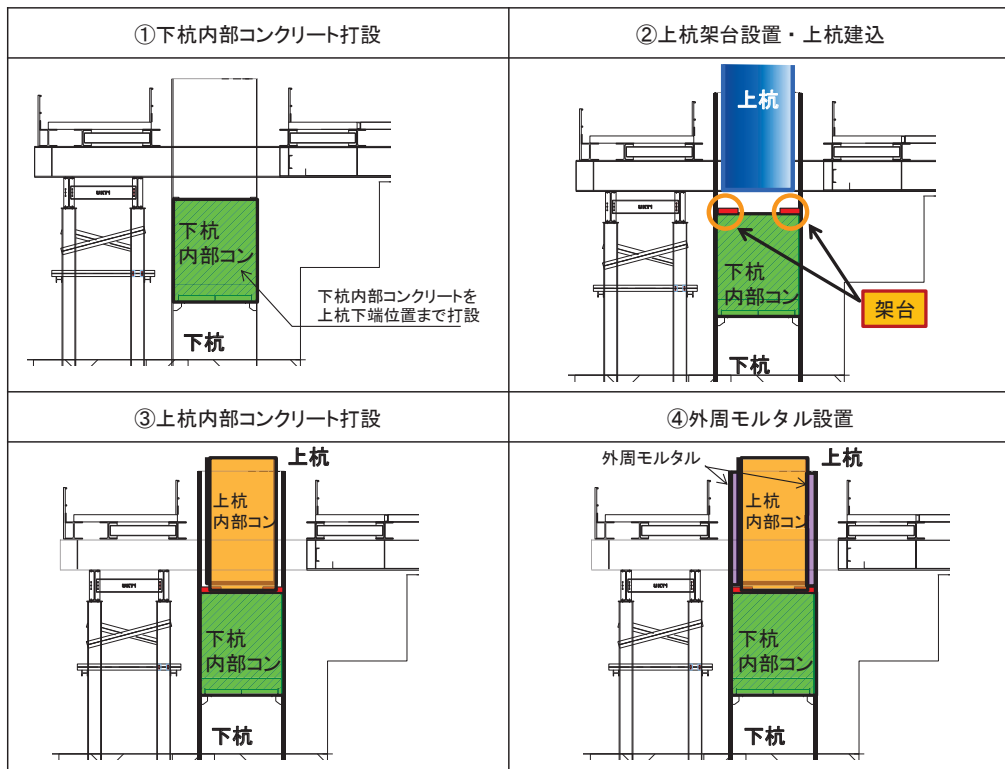 ①下杭内部コンクリート打設
下杭
内部コン
下杭内部コンクリートを
上杭下端位置まで打設
下杭
②上杭架台設置・上杭建込
上杭
下杭
内部コン
架台
下杭
③上杭内部コンクリート打設
上杭
上杭
内部コン
下杭
内部コン
下杭
④外周モルタル設置
外周モルタル
上杭
上杭
内部コン
下杭
内部コン
下杭